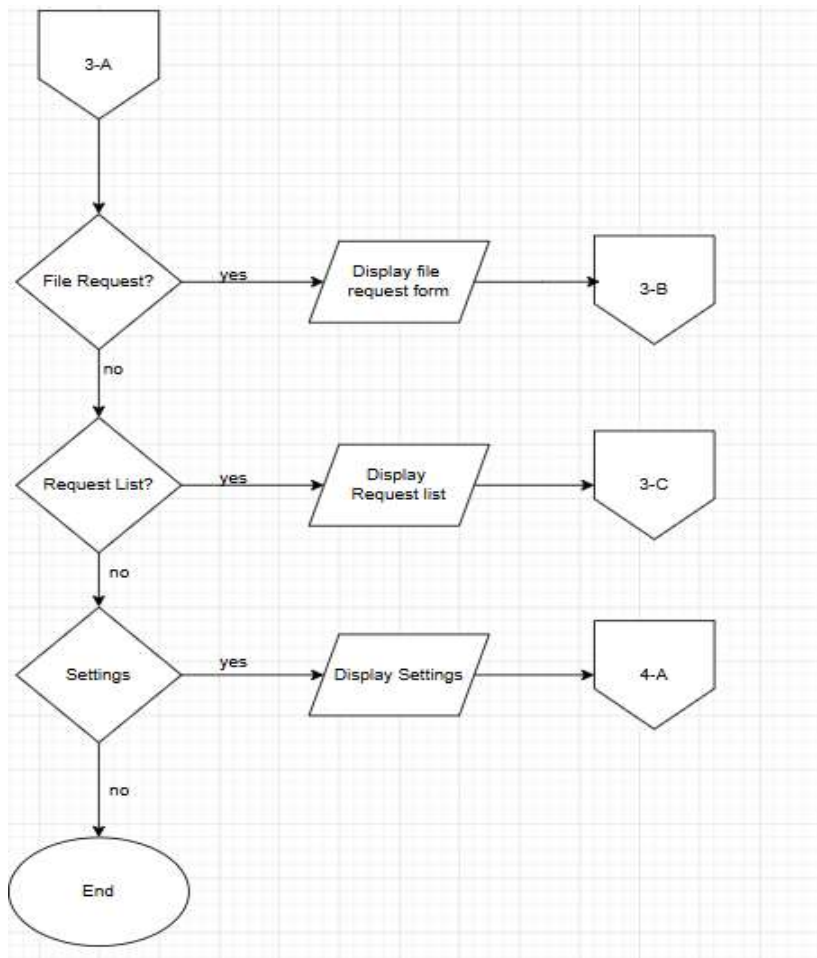 3-A
File Request?
yes
Display file
request form
3-B
no
Request List?
yes
Display
Request list
3-C
no
Settings
yes
Display Settings
4-A
no
End